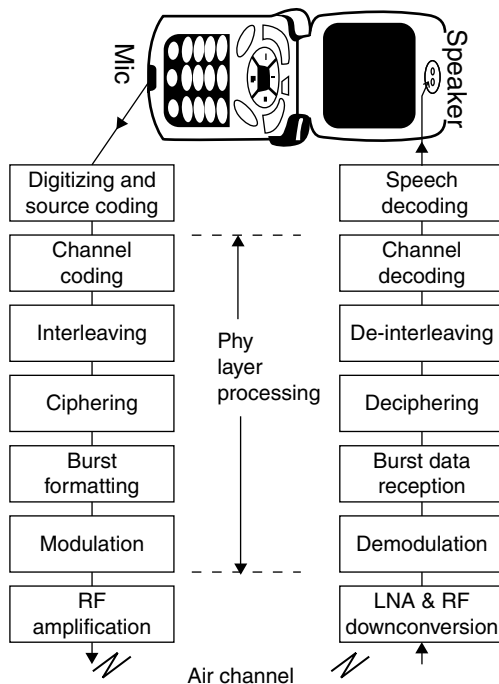 Mic
Speaker
Digitizing and
source coding
Channel
coding
Interleaving
Ciphering
Burst
formatting
Modulation
RF
amplification
Phy
layer
processing
Speech
decoding
Channel
decoding
De-interleaving
Deciphering
Burst data
reception
Demodulation
LNA & RF
downconversion
Air channel